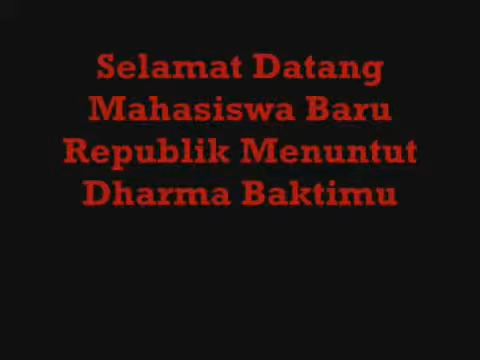 Selamat Datang
Mahasiswa Baru
Republik Menuntut
Dharma Baktimu